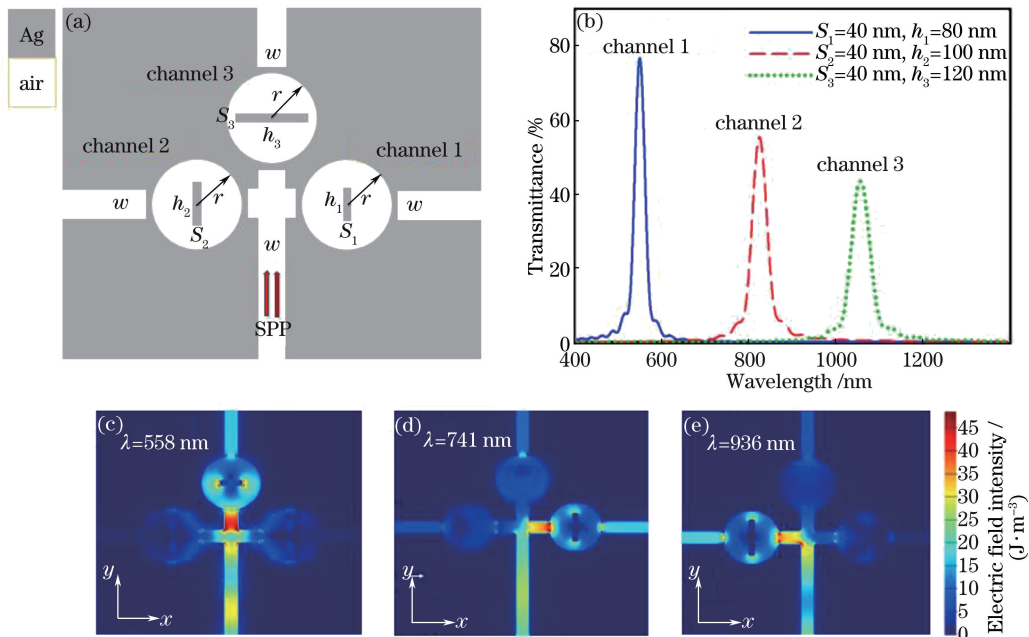 Ag
air
(a)
channel 3
r
S₃
h₃
channel 2
channel 1
w
w
h₂
r
S₂
h₁
r
S₁
w
w
SPP
(b)
S₁=40 nm, h₁=80 nm
S₂=40 nm, h₂=100 nm
S₃=40 nm, h₃=120 nm
channel 1
channel 2
channel 3
Transmittance /%
80
60
40
20
0
400
600
800
1000
1200
Wavelength /nm
(c)
λ=558 nm
y
x
(d)
λ=741 nm
y
x
(e)
λ=936 nm
y
x
45
40
35
30
25
20
15
10
5
0
Electric field intensity /
(J·m⁻³)